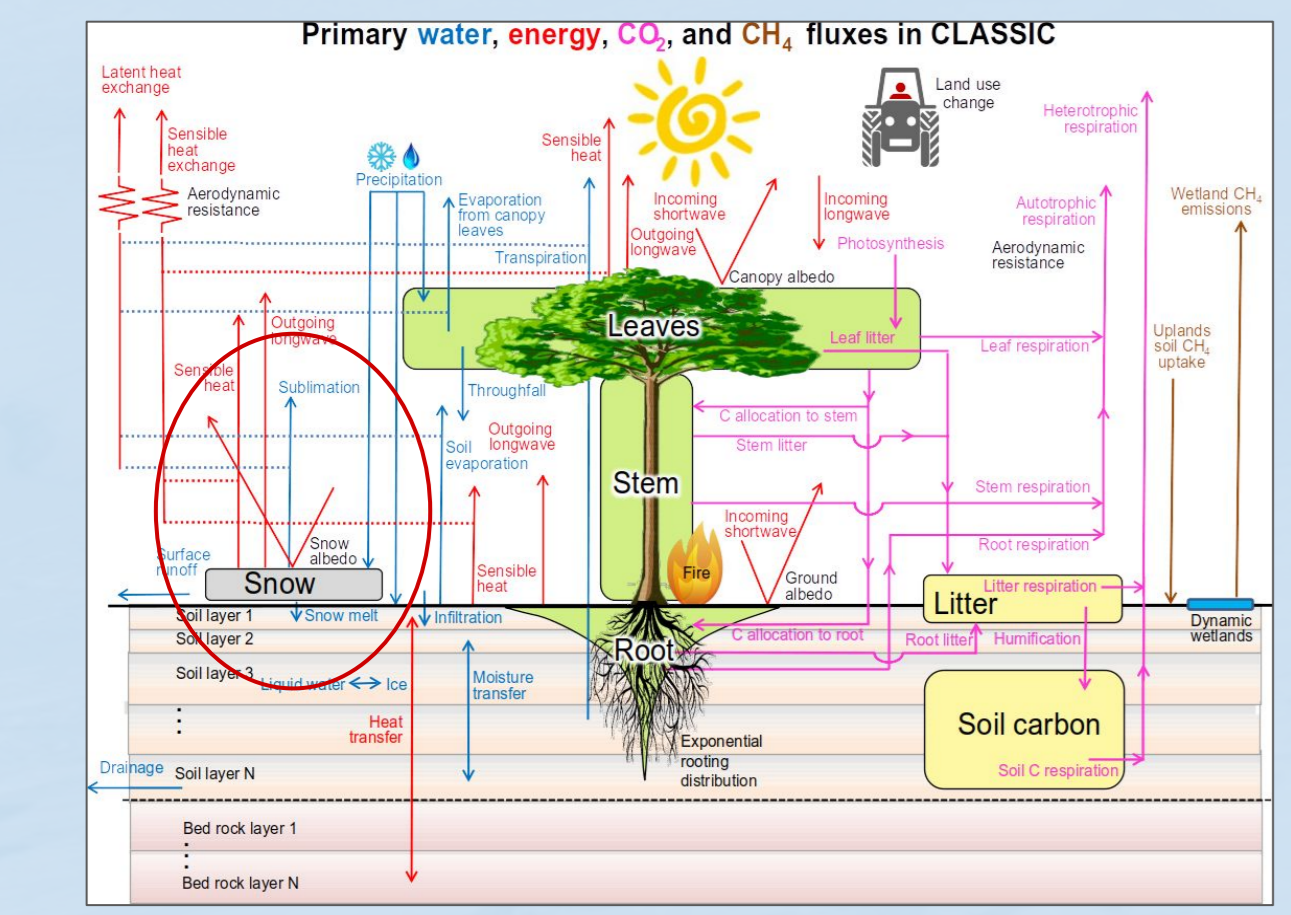 Primary water, energy, CO2, and CH4 fluxes in CLASSIC
Latent heat
exchange
Sensible
heat
exchange
Aerodynamic
resistance
Precipitation
Evaporation
from canopy
leaves
Transpiration
Sensible
heat
Outgoing
longwave
Incoming
shortwave
Canopy albedo
Land use
change
Incoming
longwave
Photosynthesis
Heterotrophic
respiration
Autotrophic
respiration
Aerodynamic
resistance
Wetland CH4
emissions
Uplands
soil CH4
uptake
Outgoing
longwave
Sensible
heat
Sublimation
Throughfall
Leaves
Leaf litter
Leaf respiration
C allocation to stem
Stem litter
Soil
evaporation
Outgoing
longwave
Stem
Stem respiration
Incoming
shortwave
Root respiration
Surface
runoff
Snow
albedo
Snow
Sensible
heat
Fire
Ground
albedo
Litter respiration
Litter
Dynamic
wetlands
Soil layer 1
Snow melt
Infiltration
C allocation to root
Root litter
Humification
Soil layer 2
Root
Soil layer 3
Liquid water
Ice
Moisture
transfer
Heat
transfer
Exponential
rooting
distribution
Soil carbon
Soil C respiration
Drainage
Soil layer N
Bed rock layer 1
Bed rock layer N